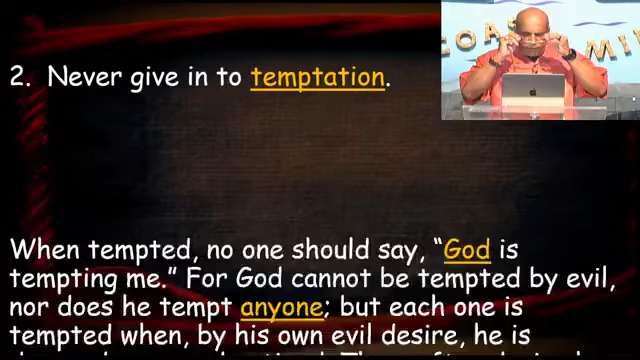 COAS
MI
2. Never give in to temptation.
When tempted, no one should say, “God is
tempting me.” For God cannot be tempted by evil,
nor does he tempt anyone; but each one is
tempted when, by his own evil desire, he is